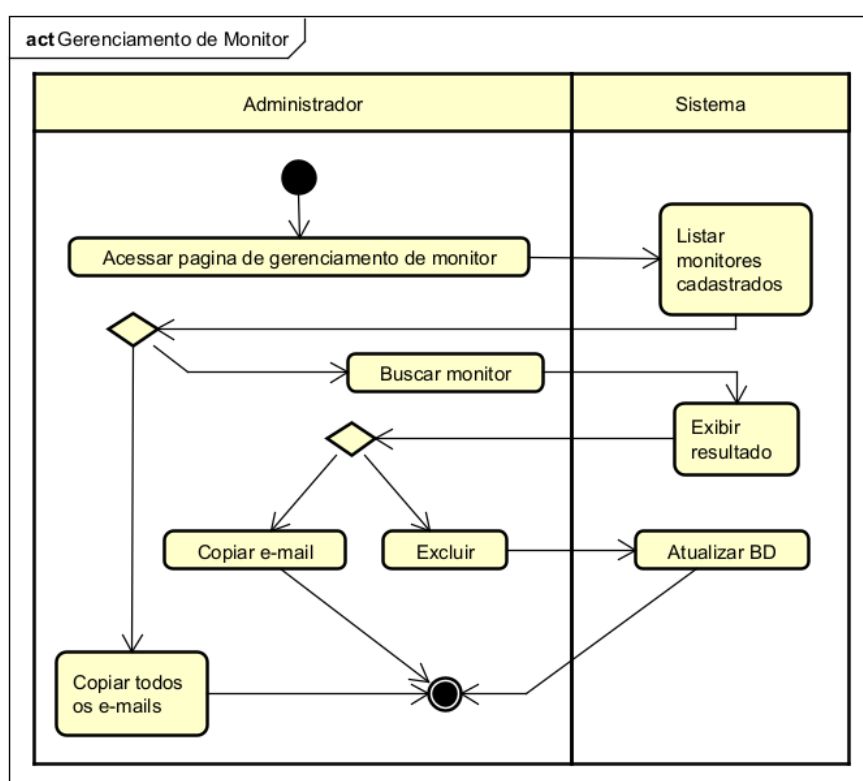 act Gerenciamento de Monitor
Administrador
Sistema
Acessar pagina de gerenciamento de monitor
Listar
monitores
cadastrados
Buscar monitor
Exibir
resultado
Copiar e-mail
Excluir
Atualizar BD
Copiar todos
os e-mails